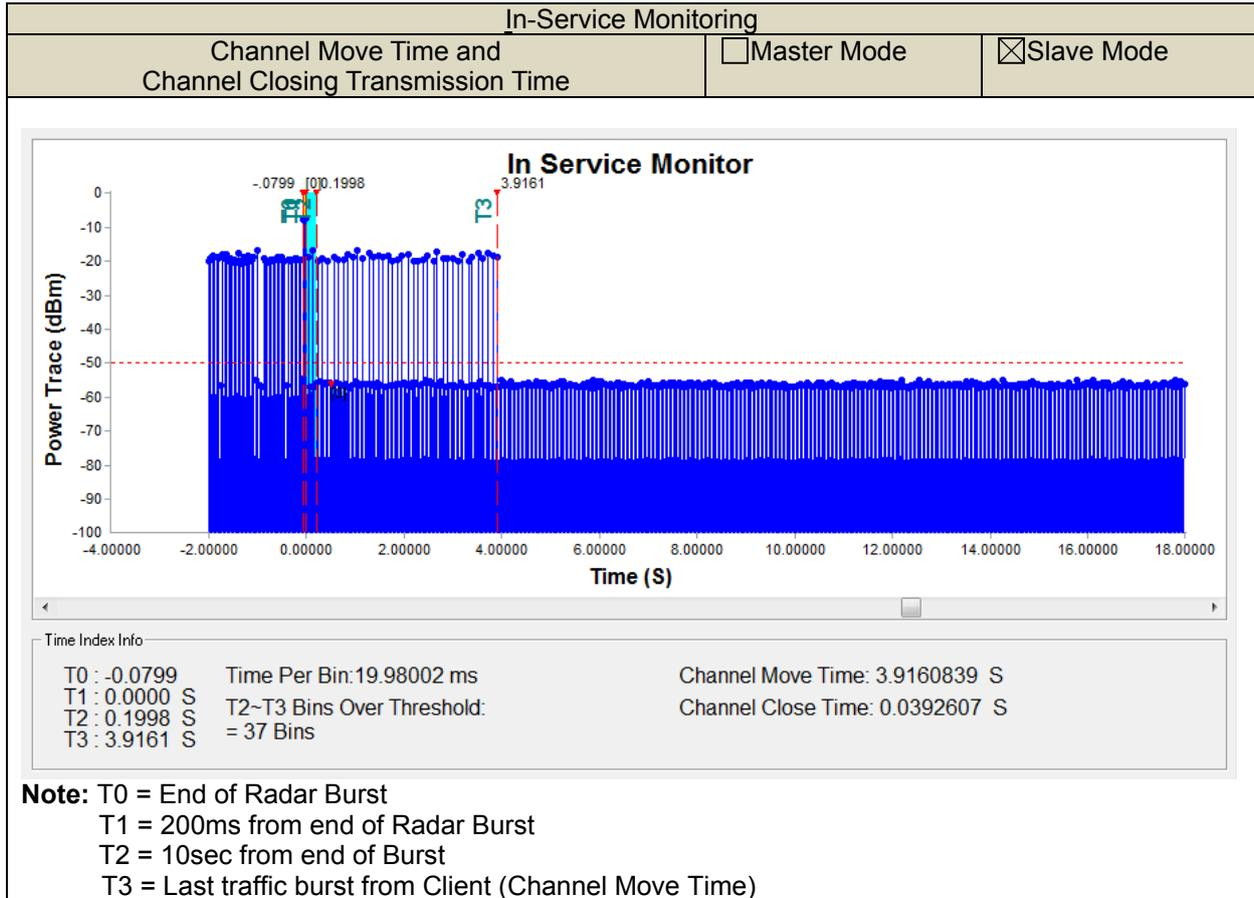 In-Service Monitoring
Channel Move Time and
Channel Closing Transmission Time
Master Mode
Slave Mode
In Service Monitor
-.0799 [0]0.1998
3.9161
T3
0
-10
-20
-30
-40
-50
-60
-70
-80
-90
-100
Power Trace (dBm)
-4.00000 -2.00000 0.00000 2.00000 4.00000 6.00000 8.00000 10.00000 12.00000 14.00000 16.00000 18.00000
Time (S)
Time Index Info
T0 : -0.0799
T1 : 0.0000 S
T2 : 0.1998 S
T3 : 3.9161 S
Time Per Bin:19.98002 ms
T2~T3 Bins Over Threshold:
= 37 Bins
Channel Move Time: 3.9160839 S
Channel Close Time: 0.0392607 S
Note: T0 = End of Radar Burst
T1 = 200ms from end of Radar Burst
T2 = 10sec from end of Burst
T3 = Last traffic burst from Client (Channel Move Time)